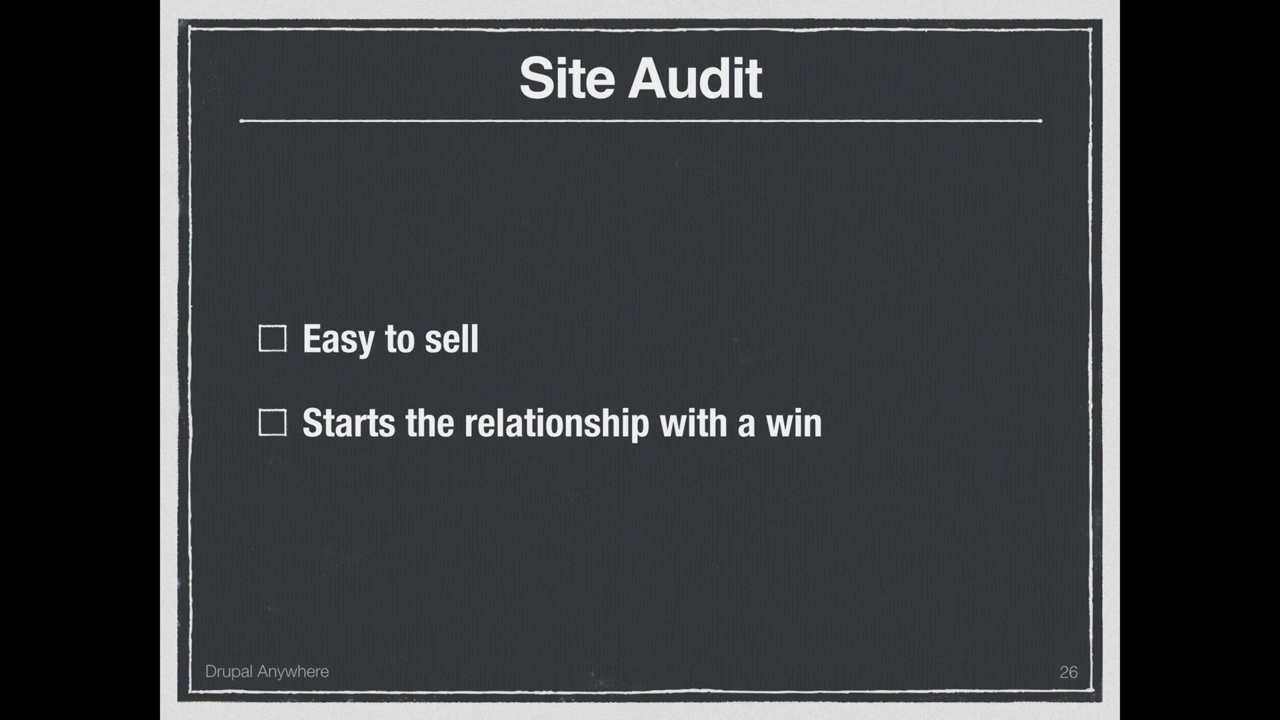 Site Audit
Easy to sell
Starts the relationship with a win
Drupal Anywhere
26